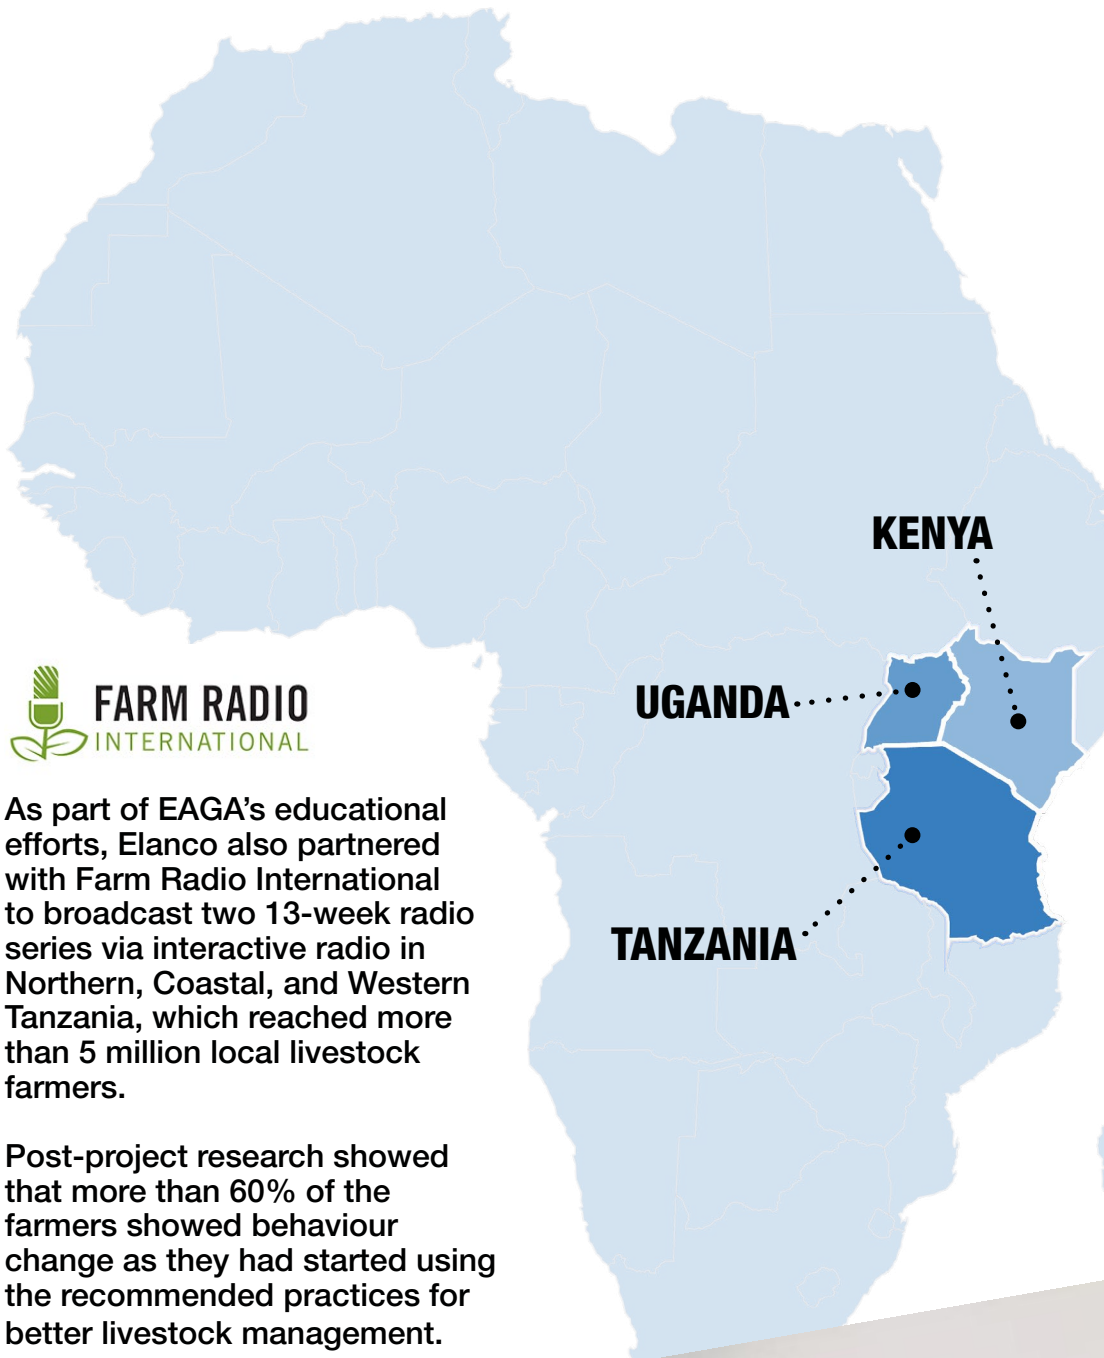 KENYA
UGANDA
TANZANIA
FARM RADIO
INTERNATIONAL
As part of EAGA’s educational
efforts, Elanco also partnered
with Farm Radio International
to broadcast two 13-week radio
series via interactive radio in
Northern, Coastal, and Western
Tanzania, which reached more
than 5 million local livestock
farmers.
Post-project research showed
that more than 60% of the
farmers showed behaviour
change as they had started using
the recommended practices for
better livestock management.